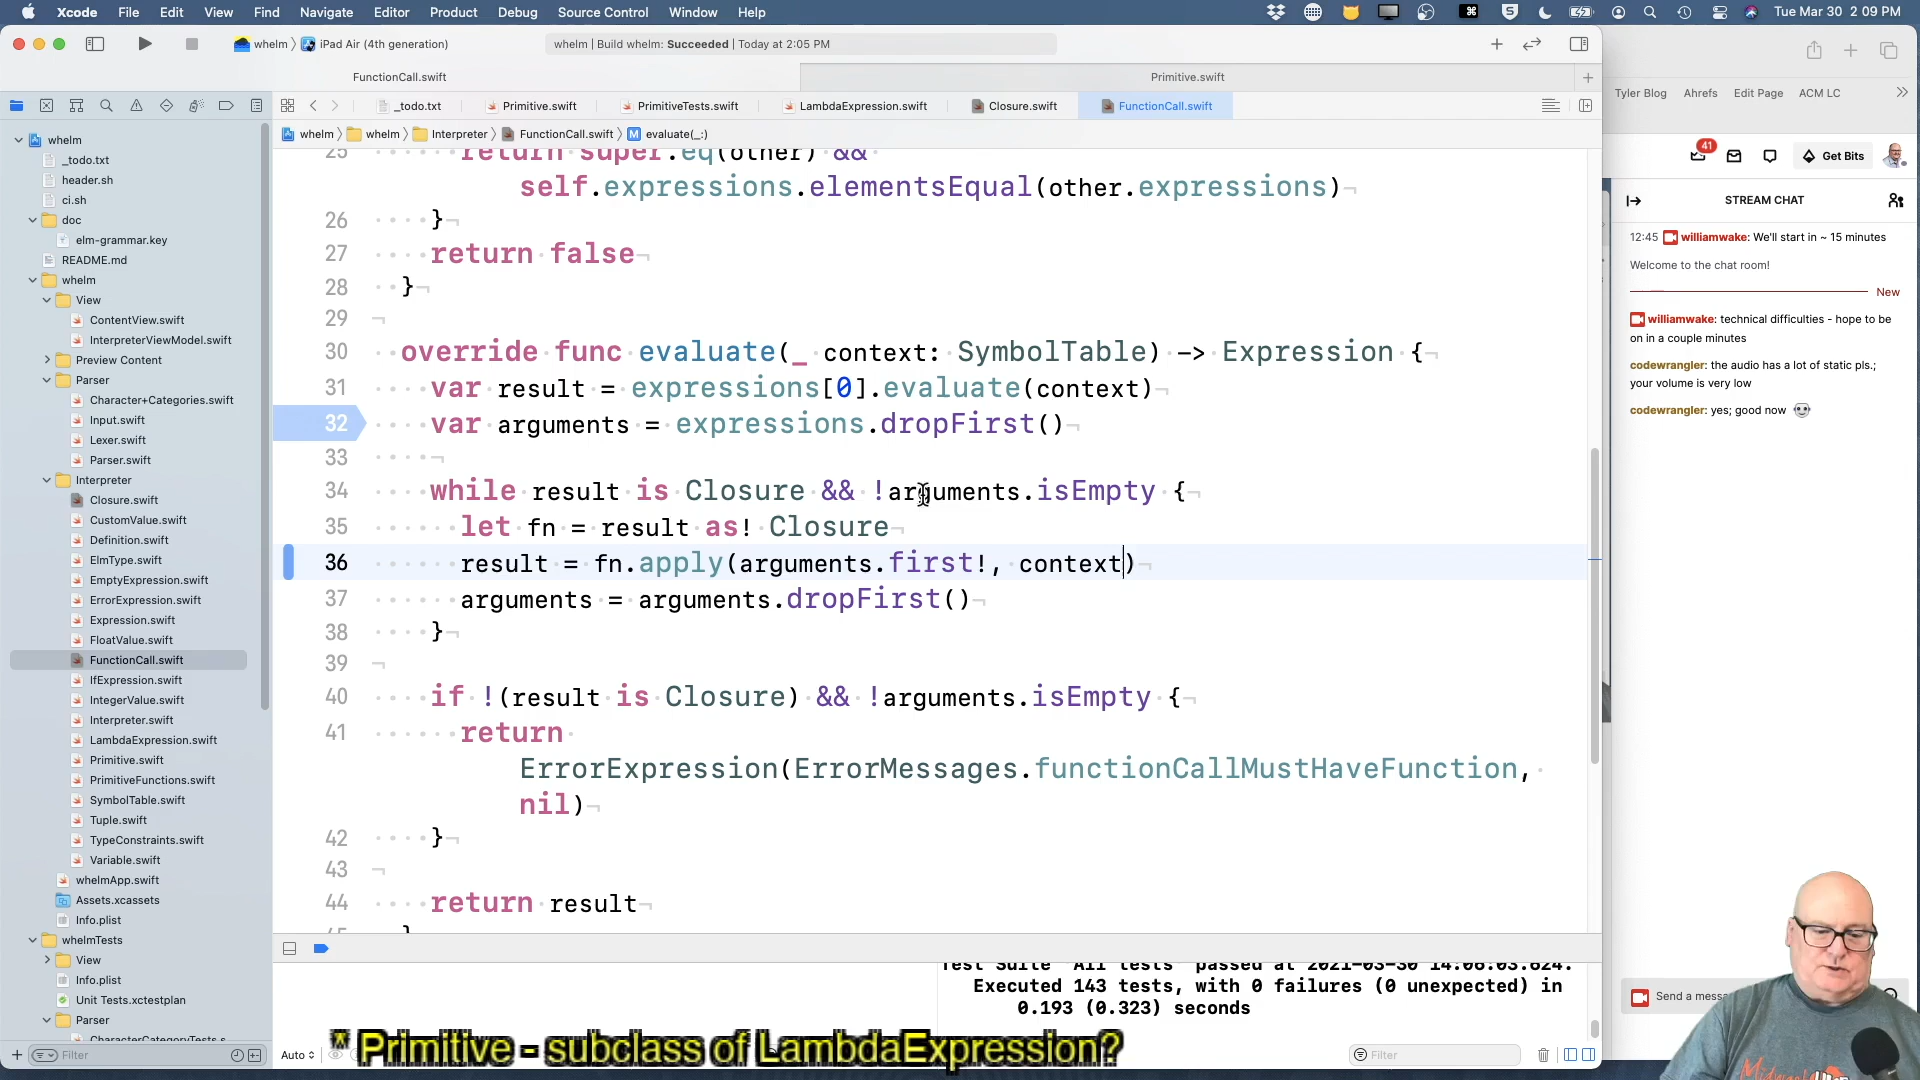 Xcode File Edit View Find Navigate Editor Product Debug Source Control Window Help
Tue Mar 30 2:09 PM
whelm iPad Air (4th generation)
whelm | Build whelm: Succeeded | Today at 2:05 PM
FunctionCall.swift
Primitive.swift
_todo.txt Primitive.swift PrimitiveTests.swift LambdaExpression.swift Closure.swift FunctionCall.swift
whelm whelm Interpreter FunctionCall.swift M evaluate(_:)
whelm
_todo.txt
header.sh
ci.sh
doc
elm-grammar.key
README.md
whelm
View
ContentView.swift
InterpreterViewModel.swift
Preview Content
Parser
Character+Categories.swift
Input.swift
Lexer.swift
Parser.swift
Interpreter
Closure.swift
CustomValue.swift
Definition.swift
ElmType.swift
EmptyExpression.swift
ErrorExpression.swift
Expression.swift
FloatValue.swift
FunctionCall.swift
IfExpression.swift
IntegerValue.swift
Interpreter.swift
LambdaExpression.swift
Primitive.swift
PrimitiveFunctions.swift
SymbolTable.swift
Tuple.swift
TypeConstraints.swift
Variable.swift
whelmApp.swift
Assets.xcassets
Info.plist
whelmTests
View
Info.plist
Unit Tests.xctestplan
Parser
CharacterCategoryTests.s
Filter
25 return super.eq(other) &&
self.expressions.elementsEqual(other.expressions)
26 }
27 return false
28 }
29
30 override func evaluate(_ context: SymbolTable) -> Expression {
31 var result = expressions[0].evaluate(context)
32 var arguments = expressions.dropFirst()
33
34 while result is Closure && !arguments.isEmpty {
35 let fn = result as! Closure
36 result = fn.apply(arguments.first!, context)
37 arguments = arguments.dropFirst()
38 }
39
40 if !(result is Closure) && !arguments.isEmpty {
41 return
ErrorExpression(ErrorMessages.functionCallMustHaveFunction,
nil)
42 }
43
44 return result
45 }
Test Suite 'All tests' passed at 2021-03-30 14:06:03.624.
Executed 143 tests, with 0 failures (0 unexpected) in
0.193 (0.323) seconds
Auto
Filter
* Primitive - subclass of LambdaExpression?
Tyler Blog Ahrefs Edit Page ACM LC
41
Get Bits
STREAM CHAT
12:45 williamwake: We'll start in ~ 15 minutes
Welcome to the chat room!
New
williamwake: technical difficulties - hope to be
on in a couple minutes
codewrangler: the audio has a lot of static pls.;
your volume is very low
codewrangler: yes; good now
Send a messa